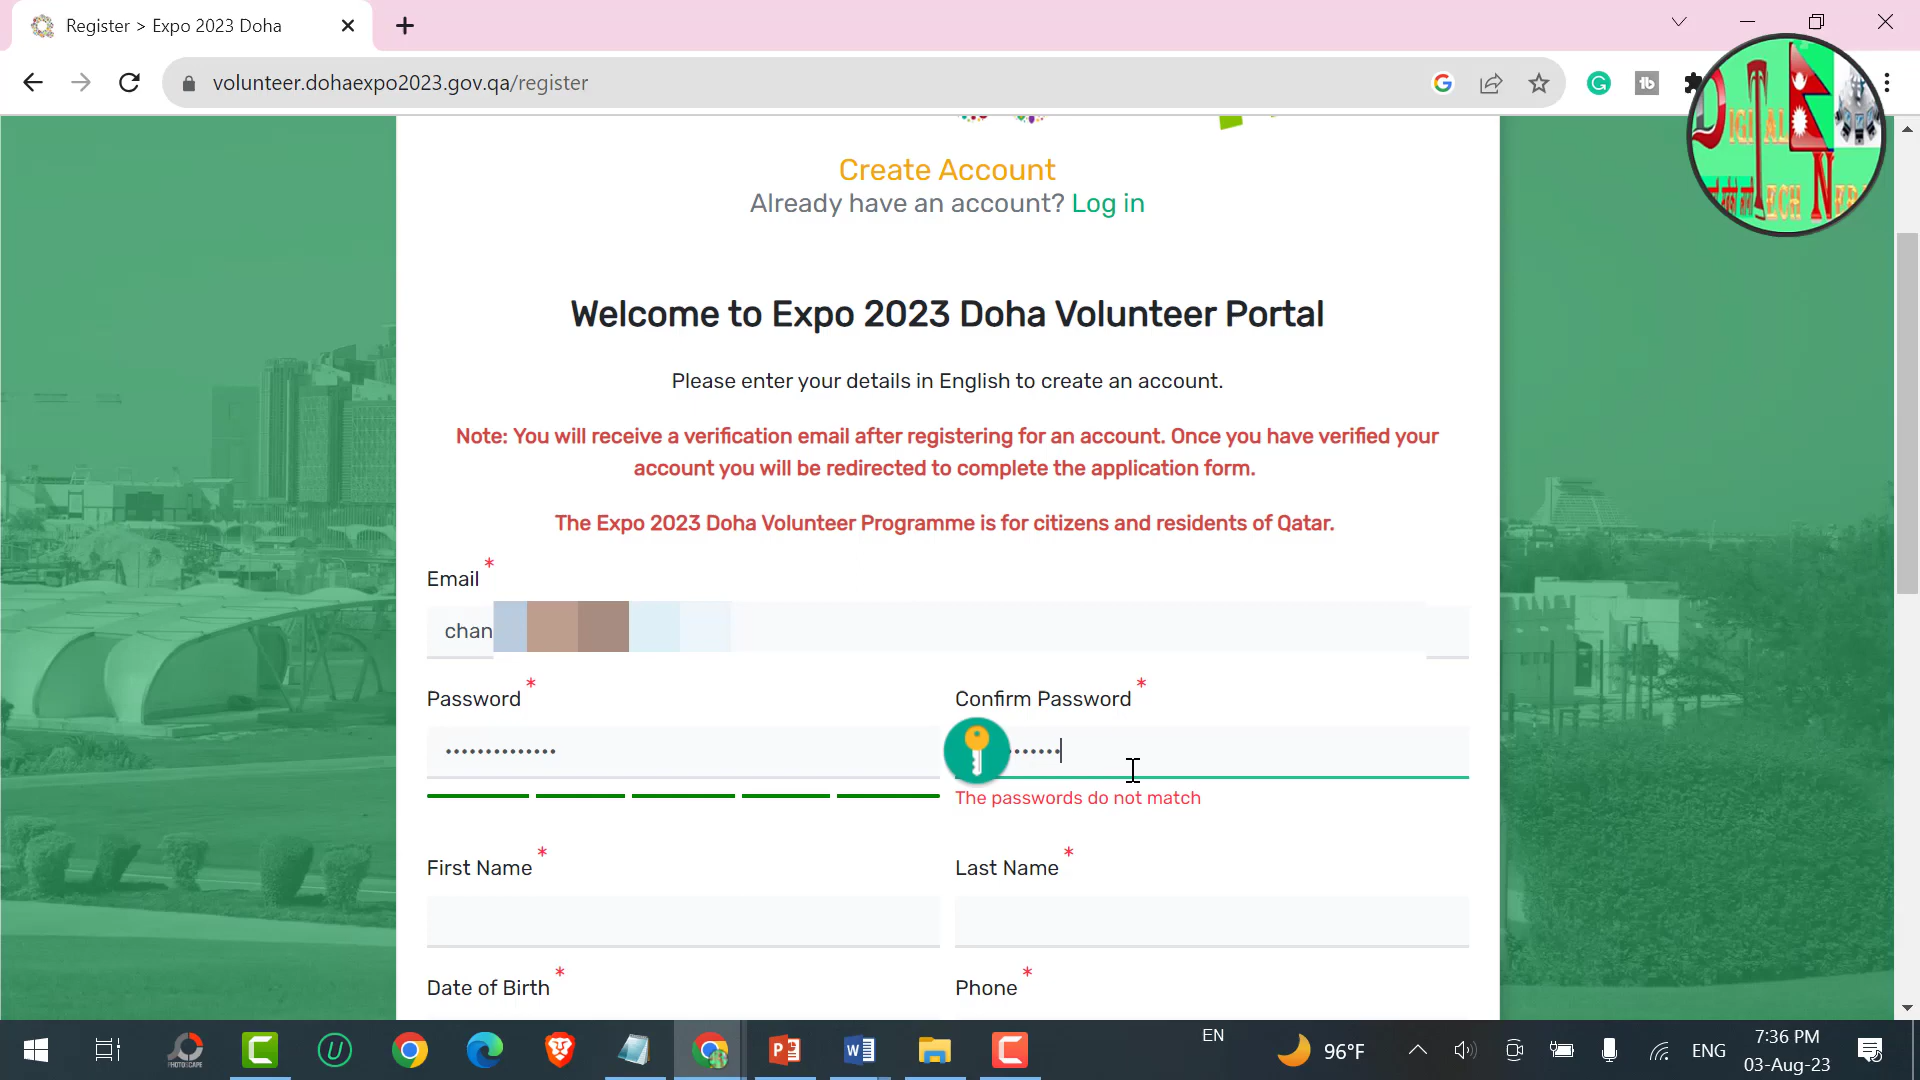 Register > Expo 2023 Doha
volunteer.dohaexpo2023.gov.qa/register
DIGITAL
TECH NEPAL
Create Account
Already have an account? Log in
Welcome to Expo 2023 Doha Volunteer Portal
Please enter your details in English to create an account.
Note: You will receive a verification email after registering for an account. Once you have verified your
account you will be redirected to complete the application form.
The Expo 2023 Doha Volunteer Programme is for citizens and residents of Qatar.
Email *
chan
Password *
Confirm Password *
••••••••••••••
The passwords do not match
First Name *
Last Name *
Date of Birth *
Phone *
PHOTOSCAPE
EN
96°F
ENG
7:36 PM
03-Aug-23